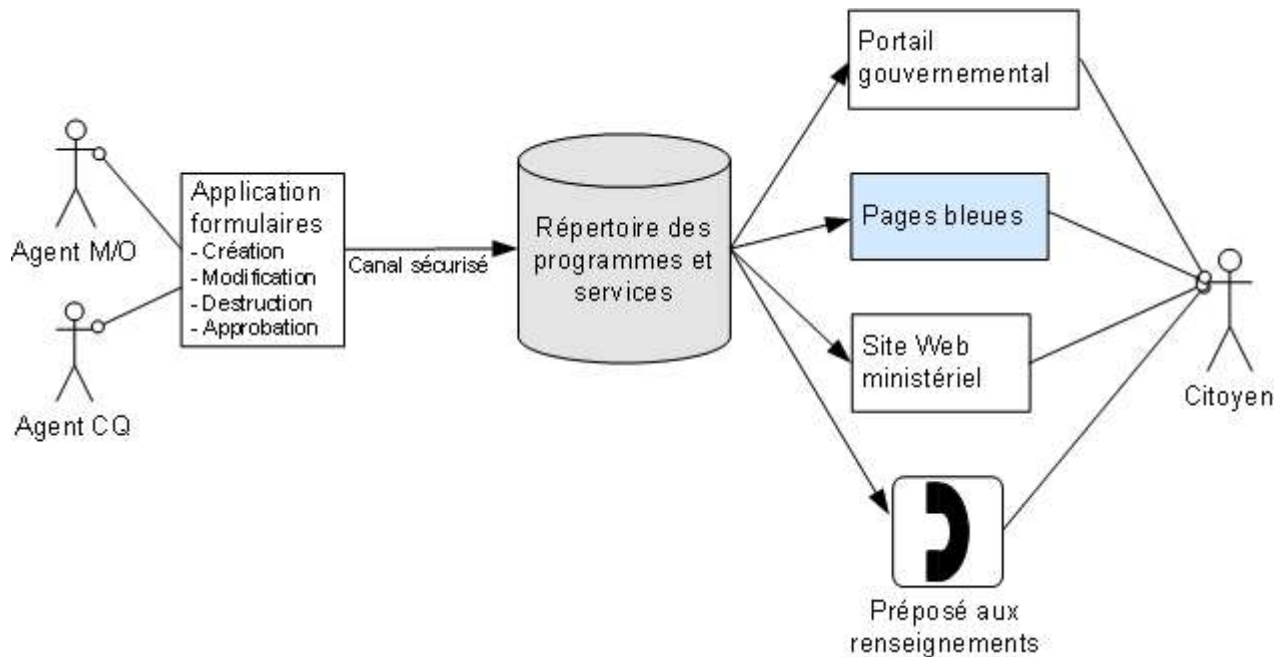 Agent M/O
Agent CQ
Application
formulaires
- Création
- Modification
- Destruction
- Approbation
Canal sécurisé
Répertoire des
programmes et
services
Portail
gouvernemental
Pages bleues
Site Web
ministériel
Préposé aux
renseignements
Citoyen